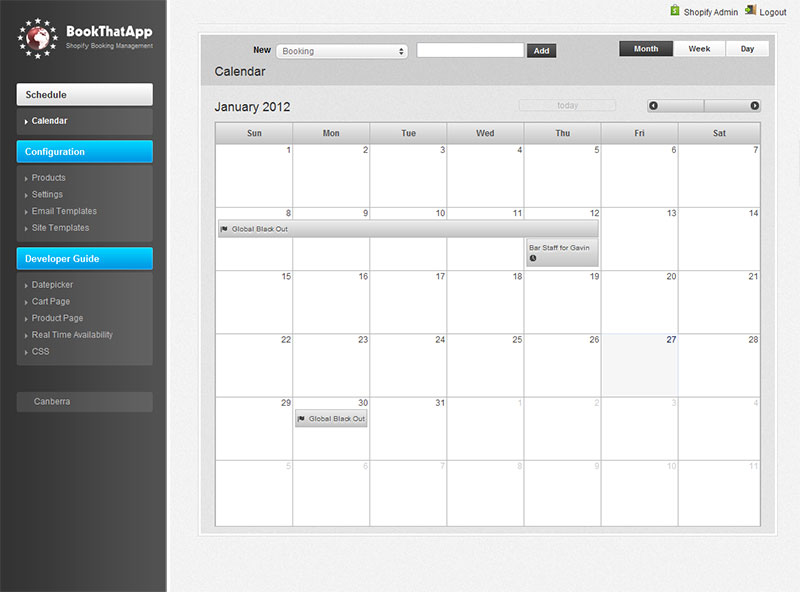 Shopify Admin Logout
BookThatApp
Shopify Booking Management
Schedule
Calendar
Configuration
Products
Settings
Email Templates
Site Templates
Developer Guide
Datepicker
Cart Page
Product Page
Real Time Availability
CSS
Canberra
New Booking Add Month Week Day
Calendar
January 2012 today
Sun Mon Tue Wed Thu Fri Sat
1 2 3 4 5 6 7
8 9 10 11 12 13 14
Global Black Out
Bar Staff for Gavin
15 16 17 18 19 20 21
22 23 24 25 26 27 28
29 30 31 1 2 3 4
Global Black Out
5 6 7 8 9 10 11